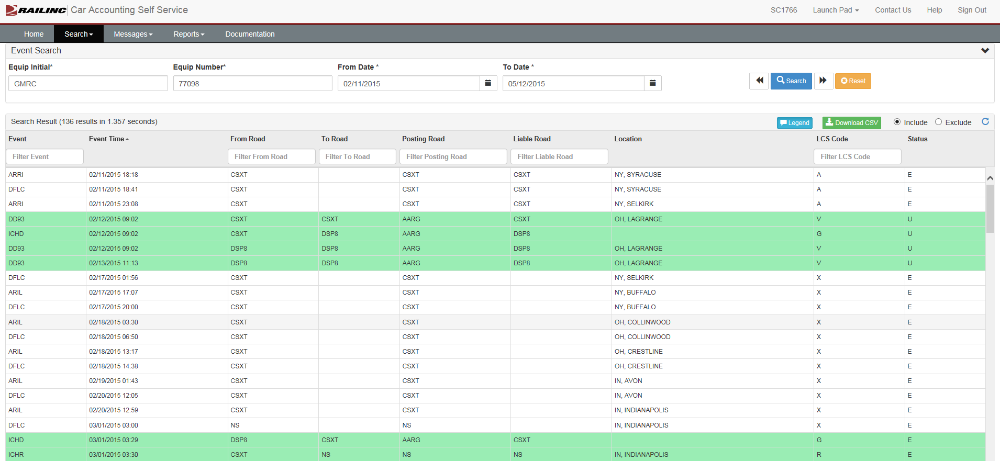 RAILINC Car Accounting Self Service SC1766 Launch Pad Contact Us Help Sign Out
Home Search Messages Reports Documentation
Event Search
Equip Initial* Equip Number* From Date * To Date *
GMRC 77098 02/11/2015 05/12/2015 Search Reset
Search Result (136 results in 1.357 seconds) Legend Download CSV Include Exclude
Event Event Time From Road To Road Posting Road Liable Road Location LCS Code Status
Filter Event Filter From Road Filter To Road Filter Posting Road Filter Liable Road Filter LCS Code
ARRI 02/11/2015 18:18 CSXT CSXT CSXT NY, SYRACUSE A E
DFLC 02/11/2015 18:41 CSXT CSXT CSXT NY, SYRACUSE A E
ARRI 02/11/2015 23:08 CSXT CSXT CSXT NY, SELKIRK A E
DD93 02/12/2015 09:02 CSXT CSXT AARG CSXT OH, LAGRANGE V U
ICHD 02/12/2015 09:02 CSXT DSP8 AARG DSP8 G U
DD93 02/12/2015 09:02 DSP8 DSP8 AARG DSP8 OH, LAGRANGE V U
DD93 02/13/2015 11:13 DSP8 DSP8 AARG DSP8 OH, LAGRANGE V U
DFLC 02/17/2015 01:56 CSXT CSXT NY, SELKIRK X E
ARIL 02/17/2015 17:07 CSXT CSXT NY, BUFFALO X E
DFLC 02/17/2015 20:00 CSXT CSXT NY, BUFFALO X E
ARIL 02/18/2015 03:30 CSXT CSXT OH, COLLINWOOD X E
DFLC 02/18/2015 06:50 CSXT CSXT OH, COLLINWOOD X E
ARIL 02/18/2015 13:17 CSXT CSXT OH, CRESTLINE X E
DFLC 02/18/2015 14:38 CSXT CSXT OH, CRESTLINE X E
ARIL 02/19/2015 01:43 CSXT CSXT IN, AVON X E
DFLC 02/20/2015 12:05 CSXT CSXT IN, AVON X E
ARIL 02/20/2015 12:59 CSXT CSXT IN, INDIANAPOLIS X E
DFLC 03/01/2015 03:00 NS NS IN, INDIANAPOLIS X E
ICHD 03/01/2015 03:29 DSP8 CSXT AARG CSXT G E
ICHR 03/01/2015 03:30 CSXT NS AARG NS IN, INDIANAPOLIS R E